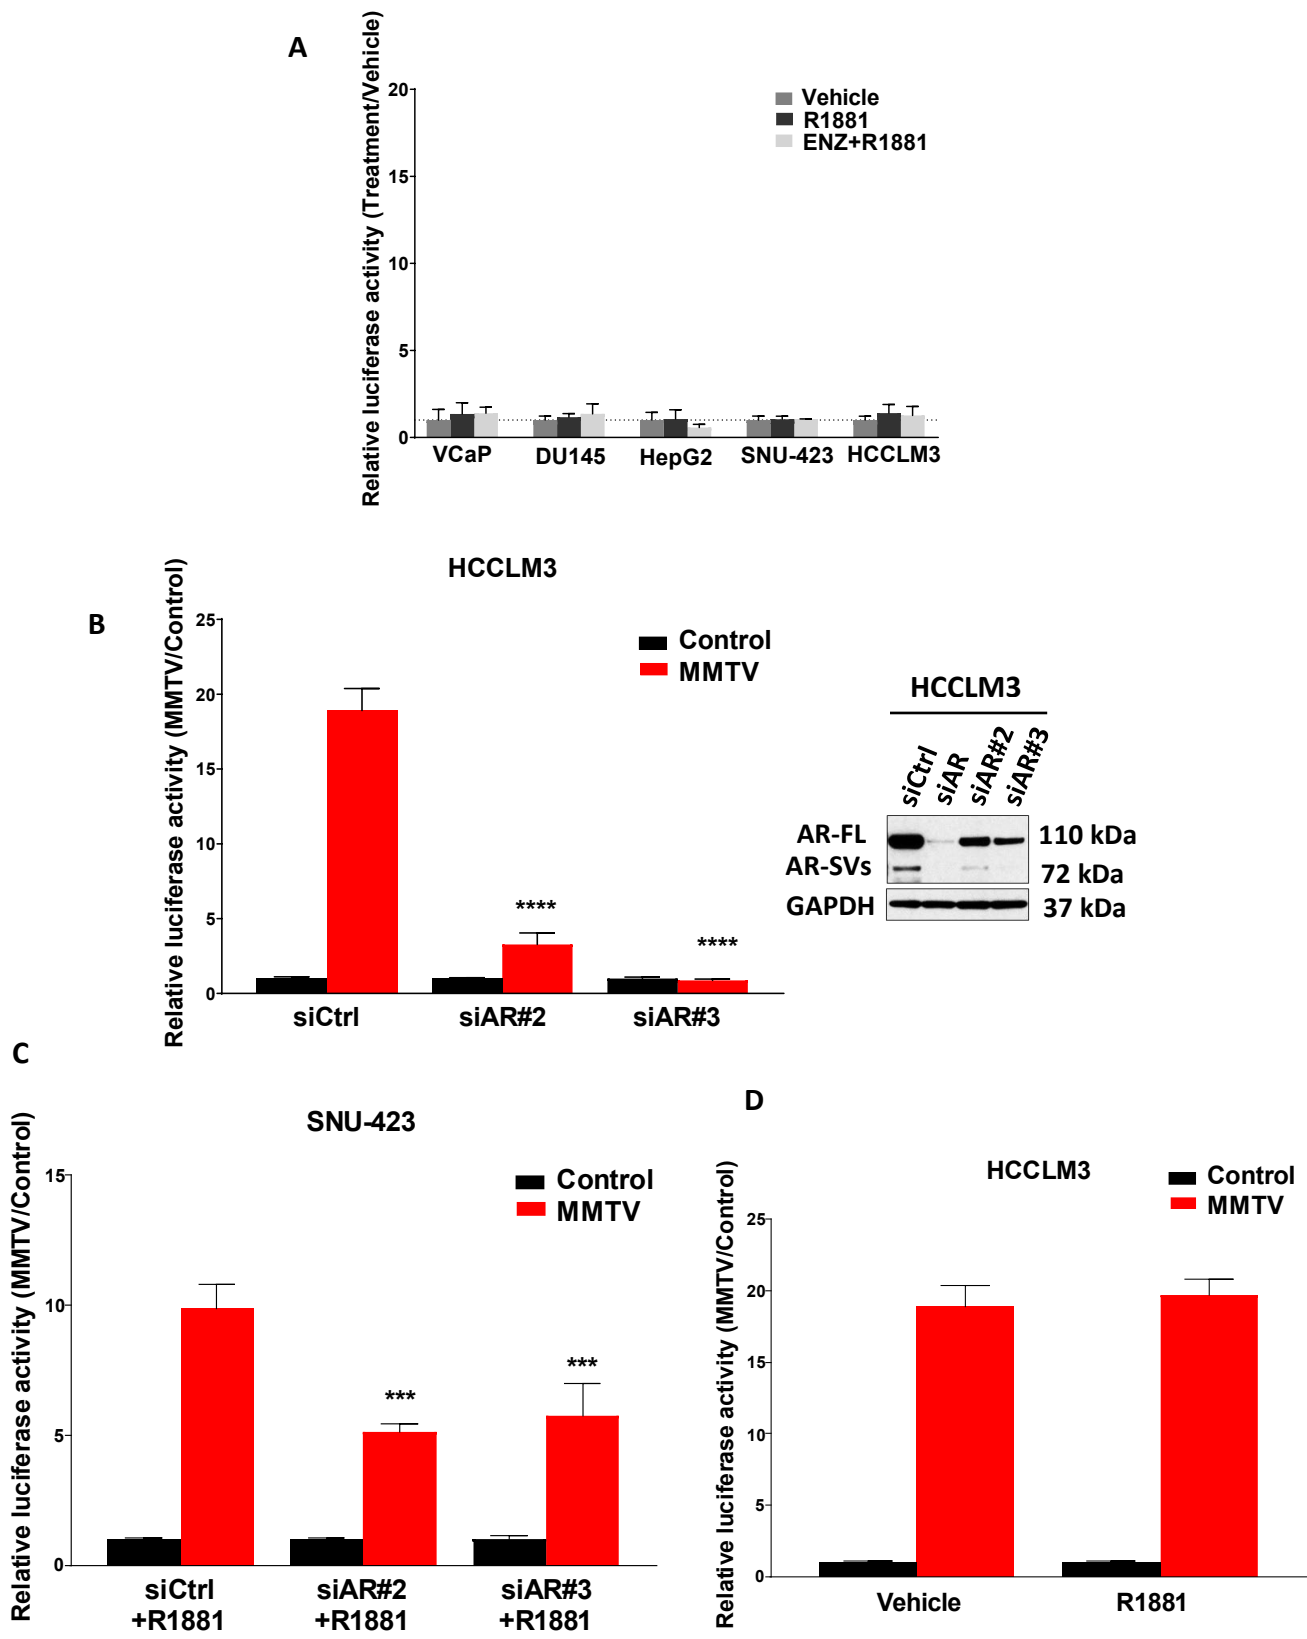 A
Relative luciferase activity (Treatment/Vehicle)
20
15
10
5
0
Vehicle
R1881
ENZ+R1881
VCaP DU145 HepG2 SNU-423 HCCLM3
B
HCCLM3
Relative luciferase activity (MMTV/Control)
25
20
15
10
5
0
Control
MMTV
****
****
siCtrl siAR#2 siAR#3
HCCLM3
siCtrl siAR siAR#2 siAR#3
AR-FL 110 kDa
AR-SVs 72 kDa
GAPDH 37 kDa
C
SNU-423
Relative luciferase activity (MMTV/Control)
15
10
5
0
Control
MMTV
***
***
siCtrl siAR#2 siAR#3
+R1881 +R1881 +R1881
D
HCCLM3
Relative luciferase activity (MMTV/Control)
25
20
15
10
5
0
Control
MMTV
Vehicle R1881